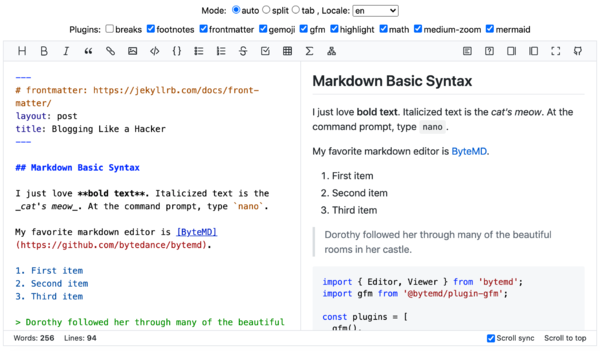 Mode: auto split tab , Locale: en
Plugins: breaks footnotes frontmatter gemoji gfm highlight math medium-zoom mermaid
---
# frontmatter: https://jekyllrb.com/docs/front-
matter/
layout: post
title: Blogging Like a Hacker
---
## Markdown Basic Syntax
I just love **bold text**. Italicized text is the
_cat's meow_. At the command prompt, type `nano`.
My favorite markdown editor is [ByteMD]
(https://github.com/bytedance/bytemd).
1. First item
2. Second item
3. Third item
> Dorothy followed her through many of the beautiful
Markdown Basic Syntax
I just love bold text. Italicized text is the cat's meow. At the
command prompt, type nano.
My favorite markdown editor is ByteMD.
1. First item
2. Second item
3. Third item
Dorothy followed her through many of the beautiful
rooms in her castle.
import { Editor, Viewer } from 'bytemd';
import gfm from '@bytemd/plugin-gfm';
const plugins = [
gfm(),
Words: 256 Lines: 94
Scroll sync Scroll to top